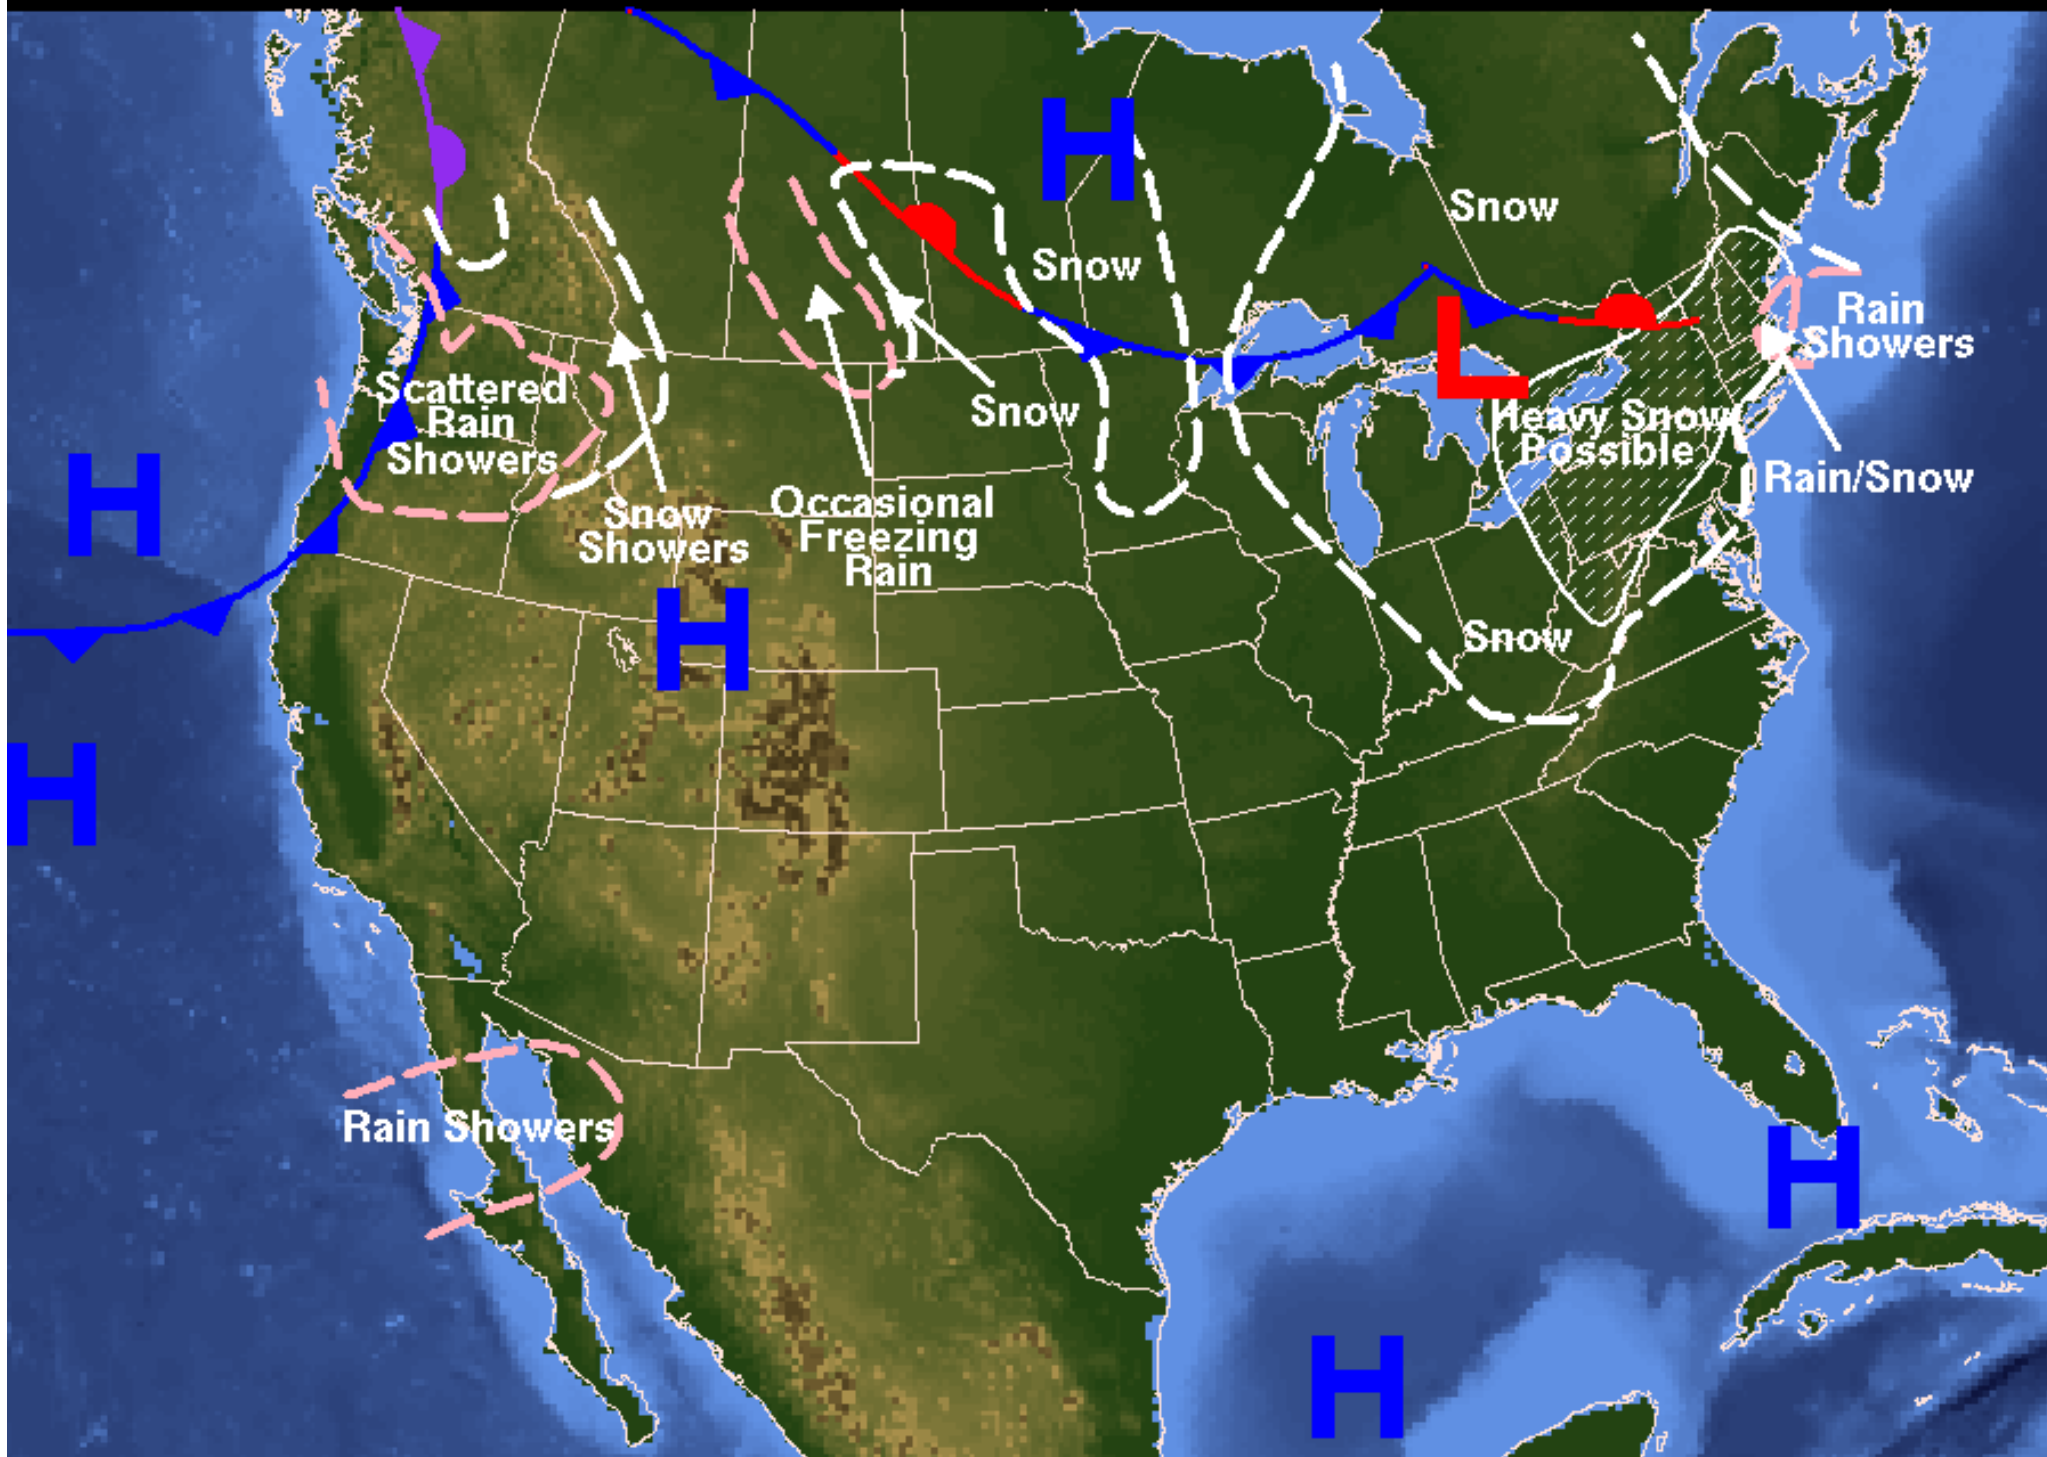 H
Snow
Snow
Rain
Showers
L
Scattered
Rain
Showers
Snow
Heavy Snow
Possible
Rain/Snow
H
Snow
Showers
Occasional
Freezing
Rain
H
Snow
H
Rain Showers
H
H